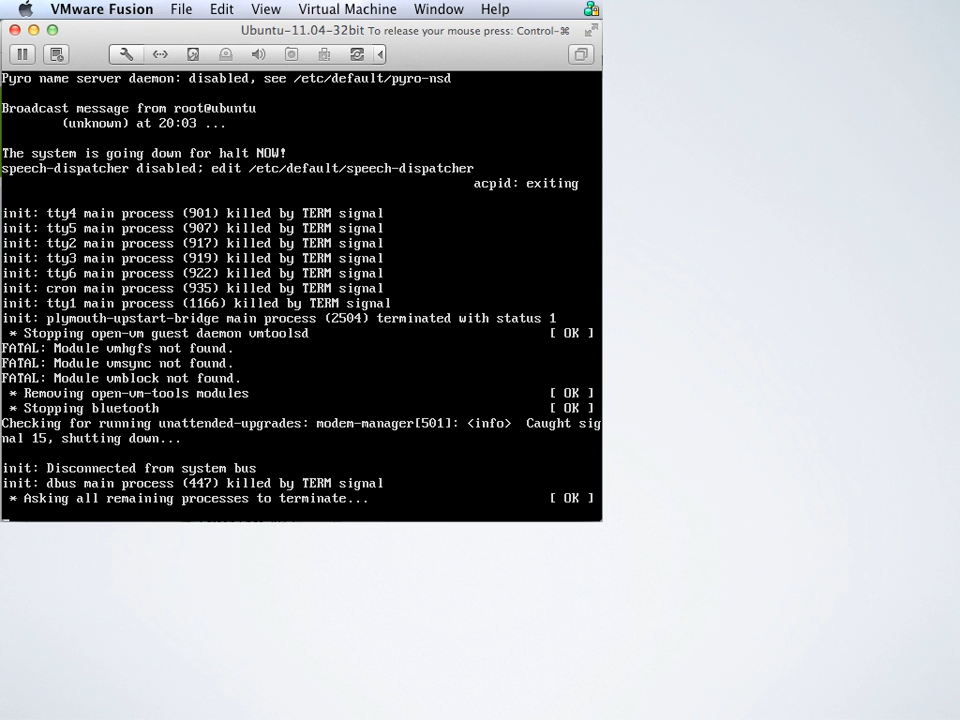 VMware Fusion File Edit View Virtual Machine Window Help
Ubuntu-11.04-32bit To release your mouse press: Control-⌘
Pyro name server daemon: disabled, see /etc/default/pyro-nsd
Broadcast message from root@ubuntu
(unknown) at 20:03 ...
The system is going down for halt NOW!
speech-dispatcher disabled; edit /etc/default/speech-dispatcher
acpid: exiting
init: tty4 main process (901) killed by TERM signal
init: tty5 main process (907) killed by TERM signal
init: tty2 main process (917) killed by TERM signal
init: tty3 main process (919) killed by TERM signal
init: tty6 main process (922) killed by TERM signal
init: cron main process (935) killed by TERM signal
init: tty1 main process (1166) killed by TERM signal
init: plymouth-upstart-bridge main process (2504) terminated with status 1
* Stopping open-vm guest daemon vmtoolsd [ OK ]
FATAL: Module vmhgfs not found.
FATAL: Module vmsync not found.
FATAL: Module vmblock not found.
* Removing open-vm-tools modules [ OK ]
* Stopping bluetooth [ OK ]
Checking for running unattended-upgrades: modem-manager[501]: <info> Caught sig
nal 15, shutting down...
init: Disconnected from system bus
init: dbus main process (447) killed by TERM signal
* Asking all remaining processes to terminate... [ OK ]